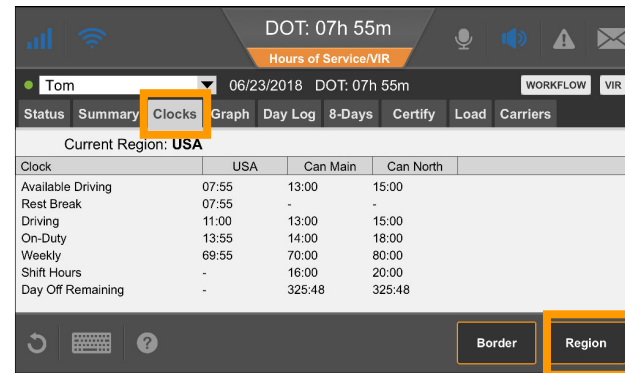 DOT: 07h 55m
Hours of Service/VIR
Tom 06/23/2018 DOT: 07h 55m WORKFLOW VIR
Status Summary Clocks Graph Day Log 8-Days Certify Load Carriers
Current Region: USA
Clock USA Can Main Can North
Available Driving 07:55 13:00 15:00
Rest Break 07:55 - -
Driving 11:00 13:00 15:00
On-Duty 13:55 14:00 18:00
Weekly 69:55 70:00 80:00
Shift Hours - 16:00 20:00
Day Off Remaining - 325:48 325:48
? Border Region